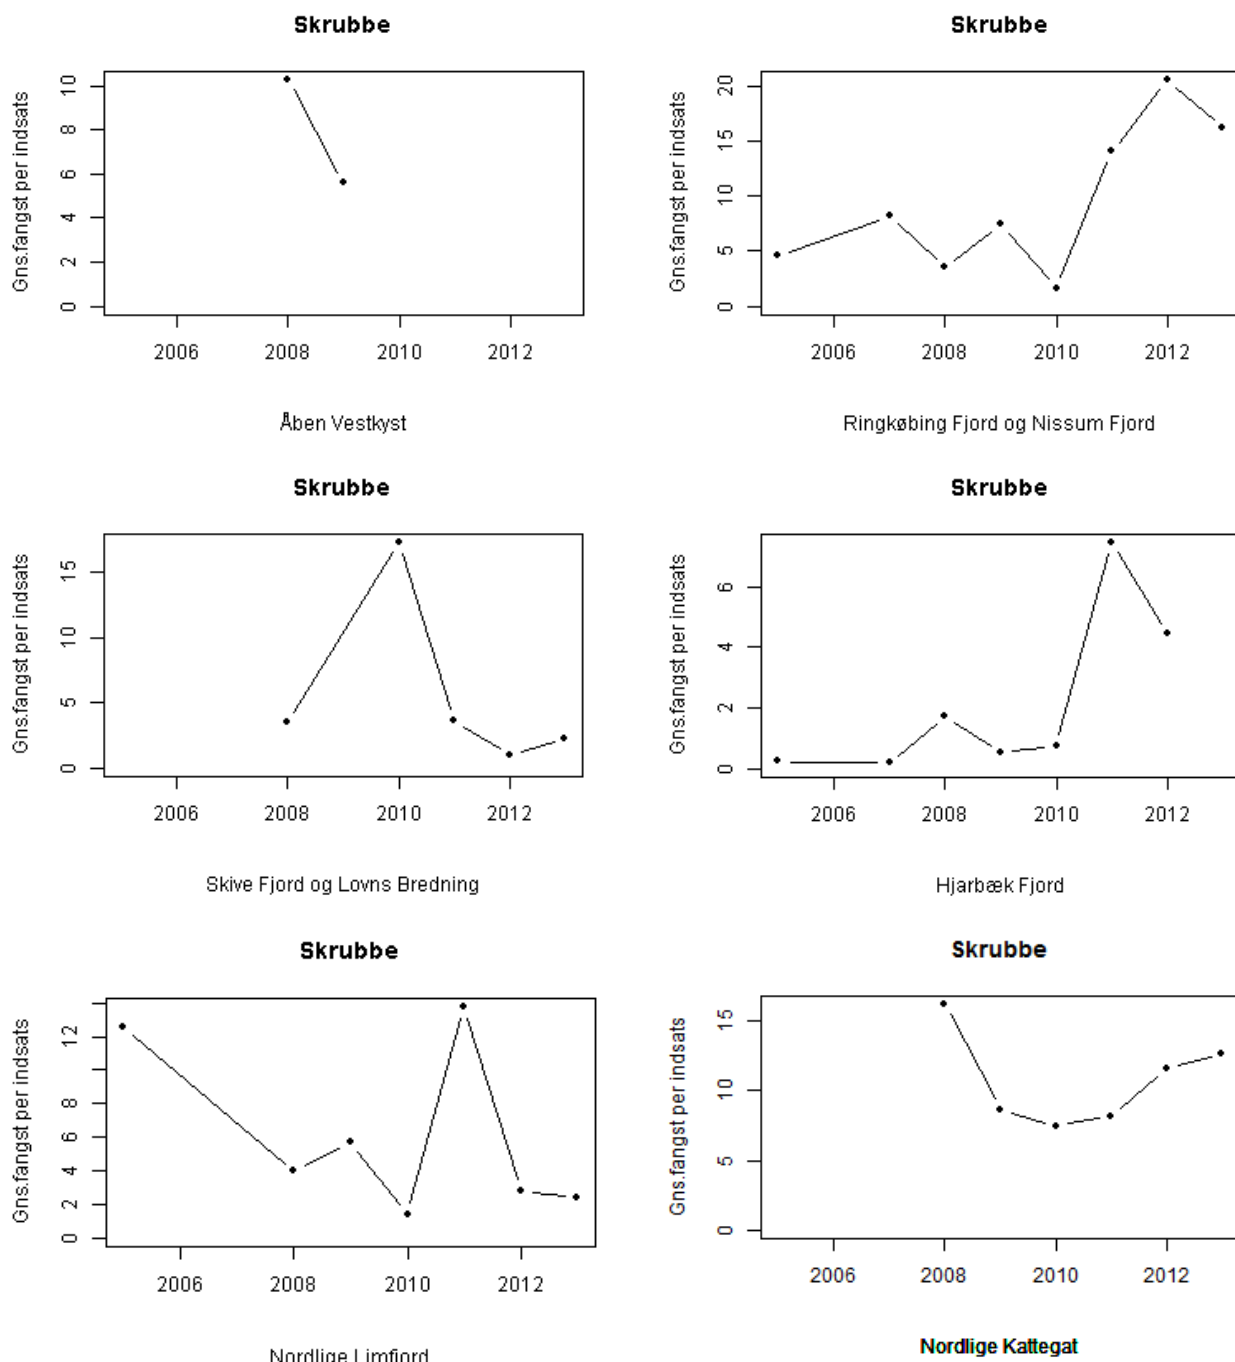 Skrubbe
Gns.fangst per indsats
10
8
6
4
2
0
2006 2008 2010 2012
Åben Vestkyst
Skrubbe
Gns.fangst per indsats
20
15
10
5
0
2006 2008 2010 2012
Ringkøbing Fjord og Nissum Fjord
Skrubbe
Gns.fangst per indsats
15
10
5
0
2006 2008 2010 2012
Skive Fjord og Lovns Bredning
Skrubbe
Gns.fangst per indsats
6
4
2
0
2006 2008 2010 2012
Hjarbæk Fjord
Skrubbe
Gns.fangst per indsats
12
8
6
4
2
0
2006 2008 2010 2012
Nordlige Limfjord
Skrubbe
Gns.fangst per indsats
15
10
5
0
2006 2008 2010 2012
Nordlige Kattegat